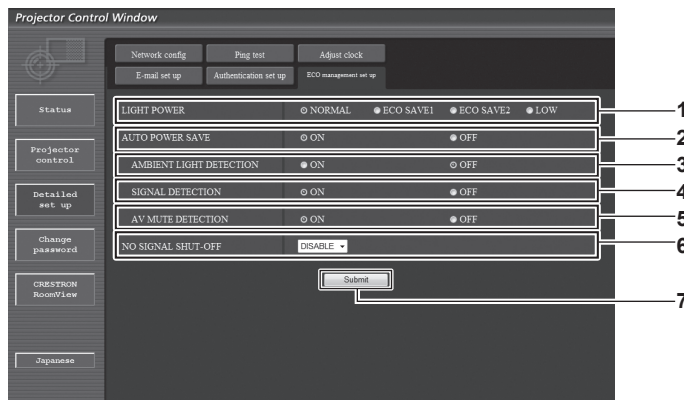 Projector Control Window
Network config Ping test Adjust clock
E-mail set up Authentication set up ECO management set up
Status
Projector control
Detailed set up
Change password
CRESTRON RoomView
Japanese
LIGHT POWER NORMAL ECO SAVE1 ECO SAVE2 LOW 1
AUTO POWER SAVE ON OFF 2
AMBIENT LIGHT DETECTION ON OFF 3
SIGNAL DETECTION ON OFF 4
AV MUTE DETECTION ON OFF 5
NO SIGNAL SHUT-OFF DISABLE 6
Submit 7